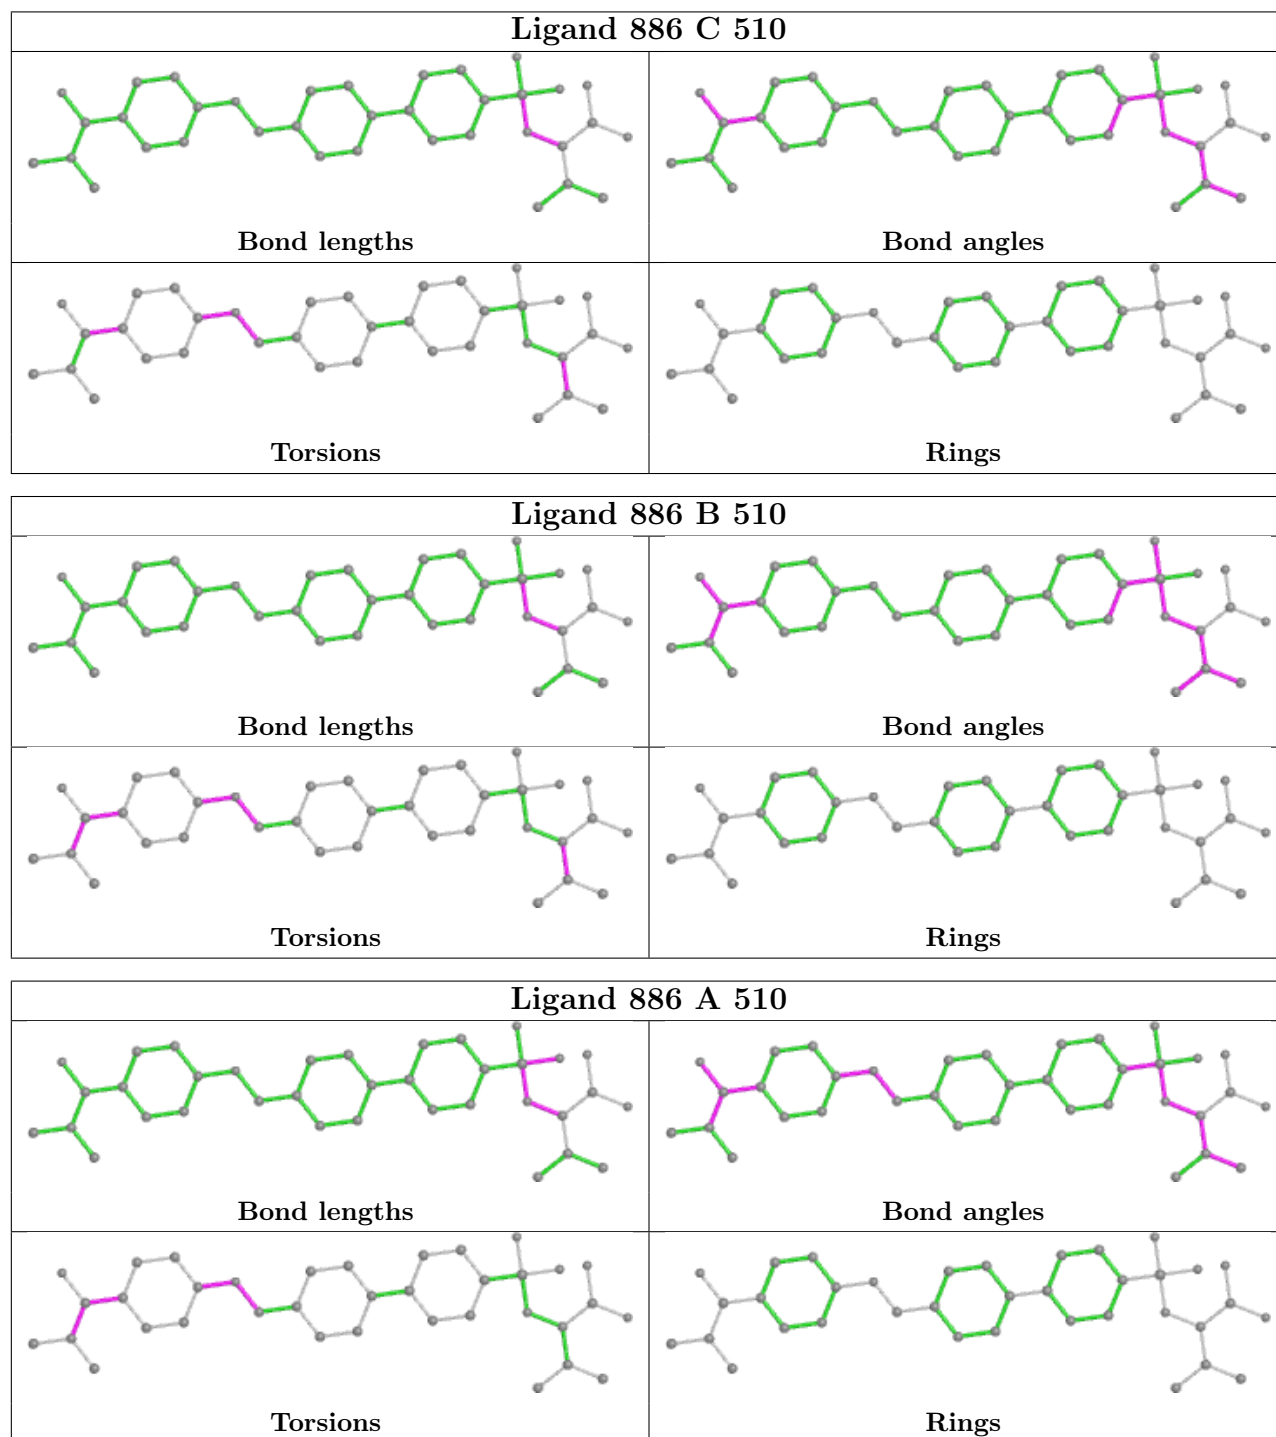 Ligand 886 C 510
Bond lengths
Bond angles
Torsions
Rings
Ligand 886 B 510
Bond lengths
Bond angles
Torsions
Rings
Ligand 886 A 510
Bond lengths
Bond angles
Torsions
Rings